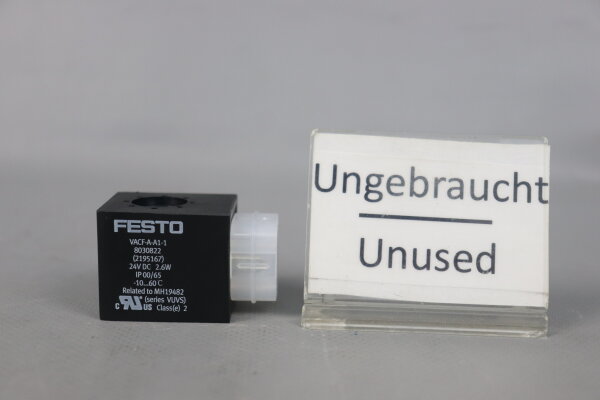 FESTO
VACF-A-A1-1
8030822
(2195167)
24V DC 2.6W
IP 00/65
-10...60 C
Related to MH19482
(series VUVS)
C US Class(e) 2
Ungebraucht
Unused